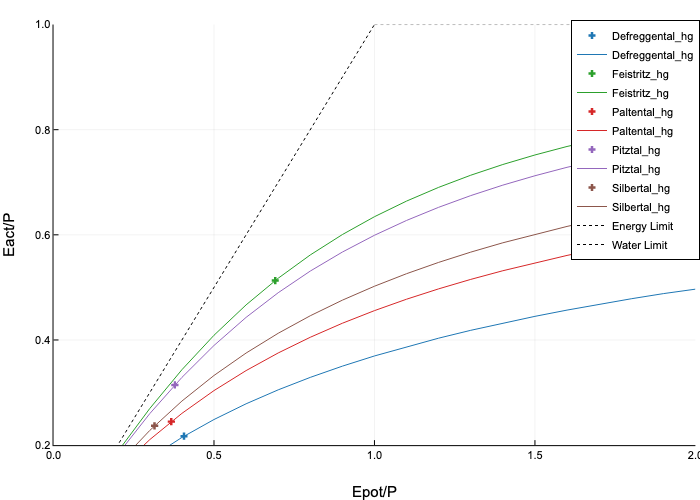 1.0
0.8
0.6
0.4
0.2
Eact/P
0.0
0.5
1.0
1.5
2.0
Epot/P
Defreggental_hg
Defreggental_hg
Feistritz_hg
Feistritz_hg
Paltental_hg
Paltental_hg
Pitztal_hg
Pitztal_hg
Silbertal_hg
Silbertal_hg
Energy Limit
Water Limit